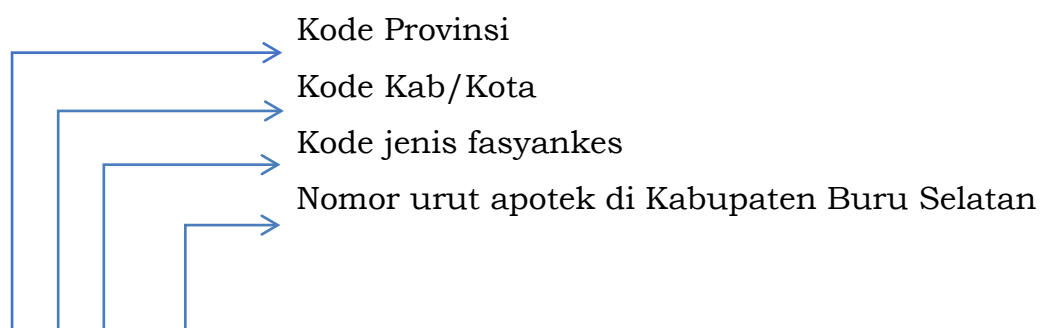 Kode Provinsi
Kode Kab/Kota
Kode jenis fasyankes
Nomor urut apotek di Kabupaten Buru Selatan